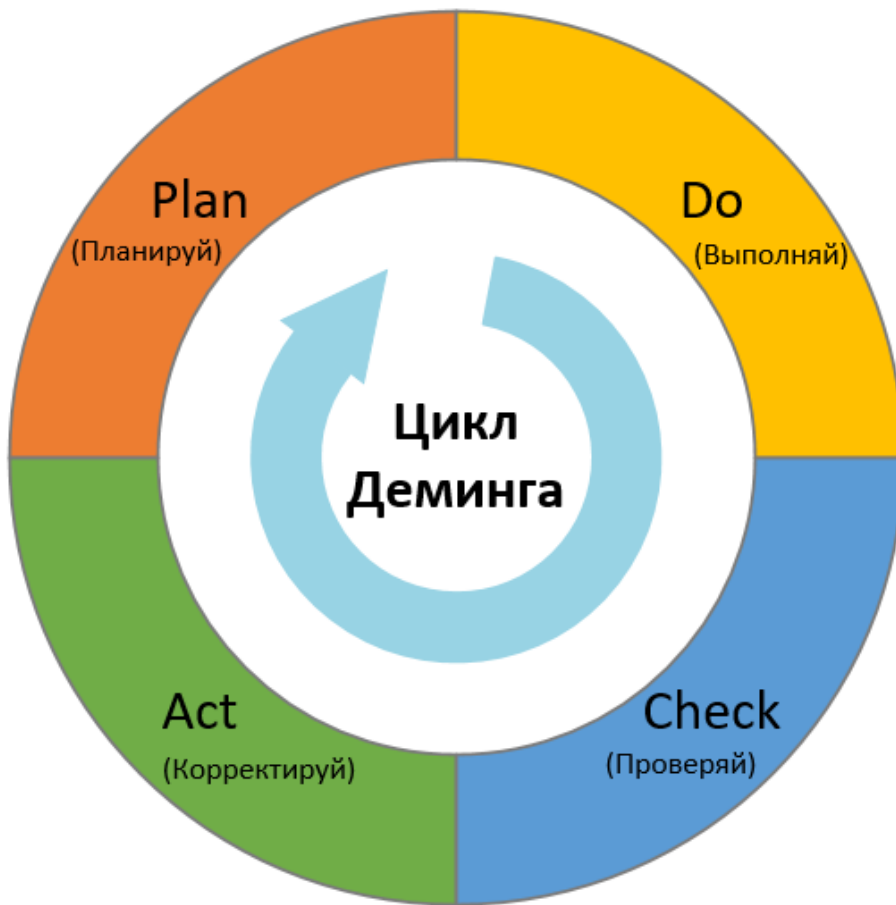 Plan
(Планируй)
Do
(Выполняй)
Цикл
Деминга
Act
(Корректируй)
Check
(Проверяй)